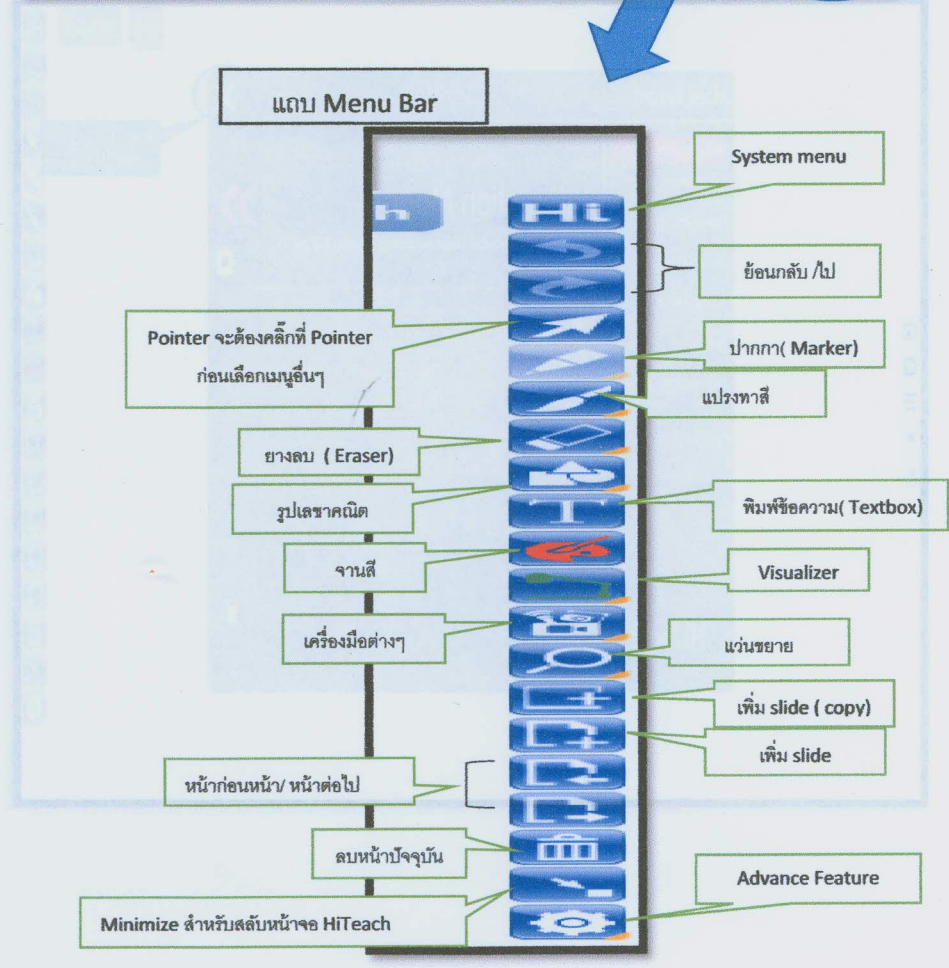 แถบ Menu Bar
System menu
h
Hi
ย้อนกลับ /ไป
Pointer จะต้องคลิ๊กที่ Pointer
ก่อนเลือกเมนูอื่นๆ
ปากกา( Marker)
แปรงทาสี
ยางลบ ( Eraser)
รูปเลขาคณิต
T
พิมพ์ข้อความ( Textbox)
จานสี
Visualizer
เครื่องมือต่างๆ
แว่นขยาย
เพิ่ม slide ( copy)
เพิ่ม slide
หน้าก่อนหน้า/ หน้าต่อไป
ลบหน้าปัจจุบัน
Advance Feature
Minimize สำหรับสลับหน้าจอ HiTeach